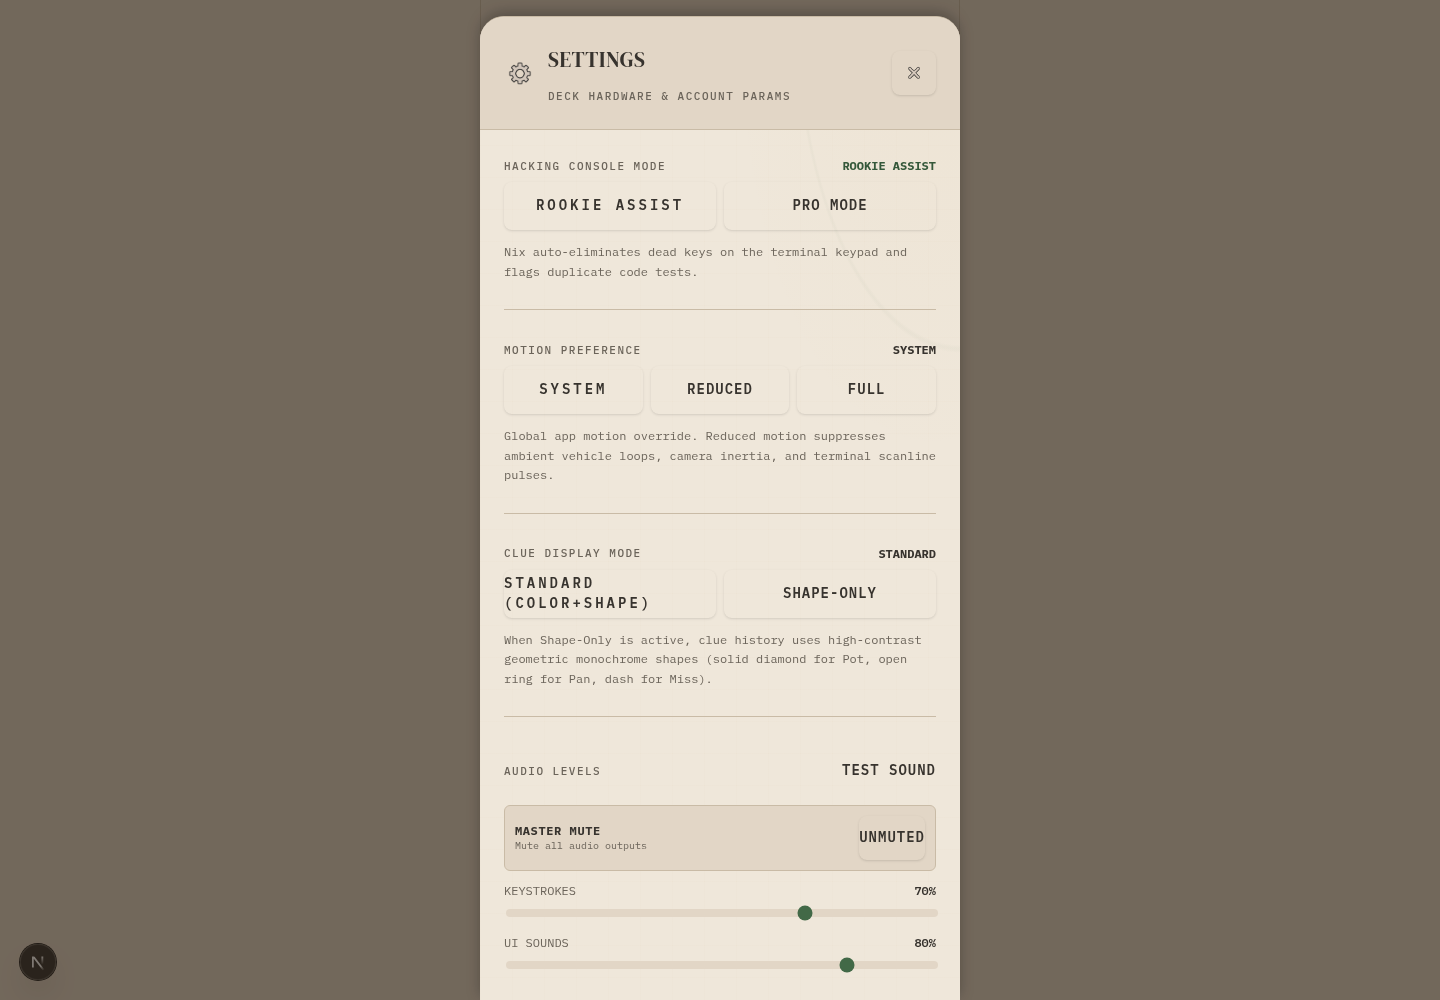 SETTINGS
DECK HARDWARE & ACCOUNT PARAMS
HACKING CONSOLE MODE
ROOKIE ASSIST
ROOKIE ASSIST
PRO MODE
Nix auto-eliminates dead keys on the terminal keypad and
flags duplicate code tests.
MOTION PREFERENCE
SYSTEM
SYSTEM
REDUCED
FULL
Global app motion override. Reduced motion suppresses
ambient vehicle loops, camera inertia, and terminal scanline
pulses.
CLUE DISPLAY MODE
STANDARD
STANDARD
(COLOR+SHAPE)
SHAPE-ONLY
When Shape-Only is active, clue history uses high-contrast
geometric monochrome shapes (solid diamond for Pot, open
ring for Pan, dash for Miss).
AUDIO LEVELS
TEST SOUND
MASTER MUTE
Mute all audio outputs
UNMUTED
KEYSTROKES
70%
UI SOUNDS
80%
N